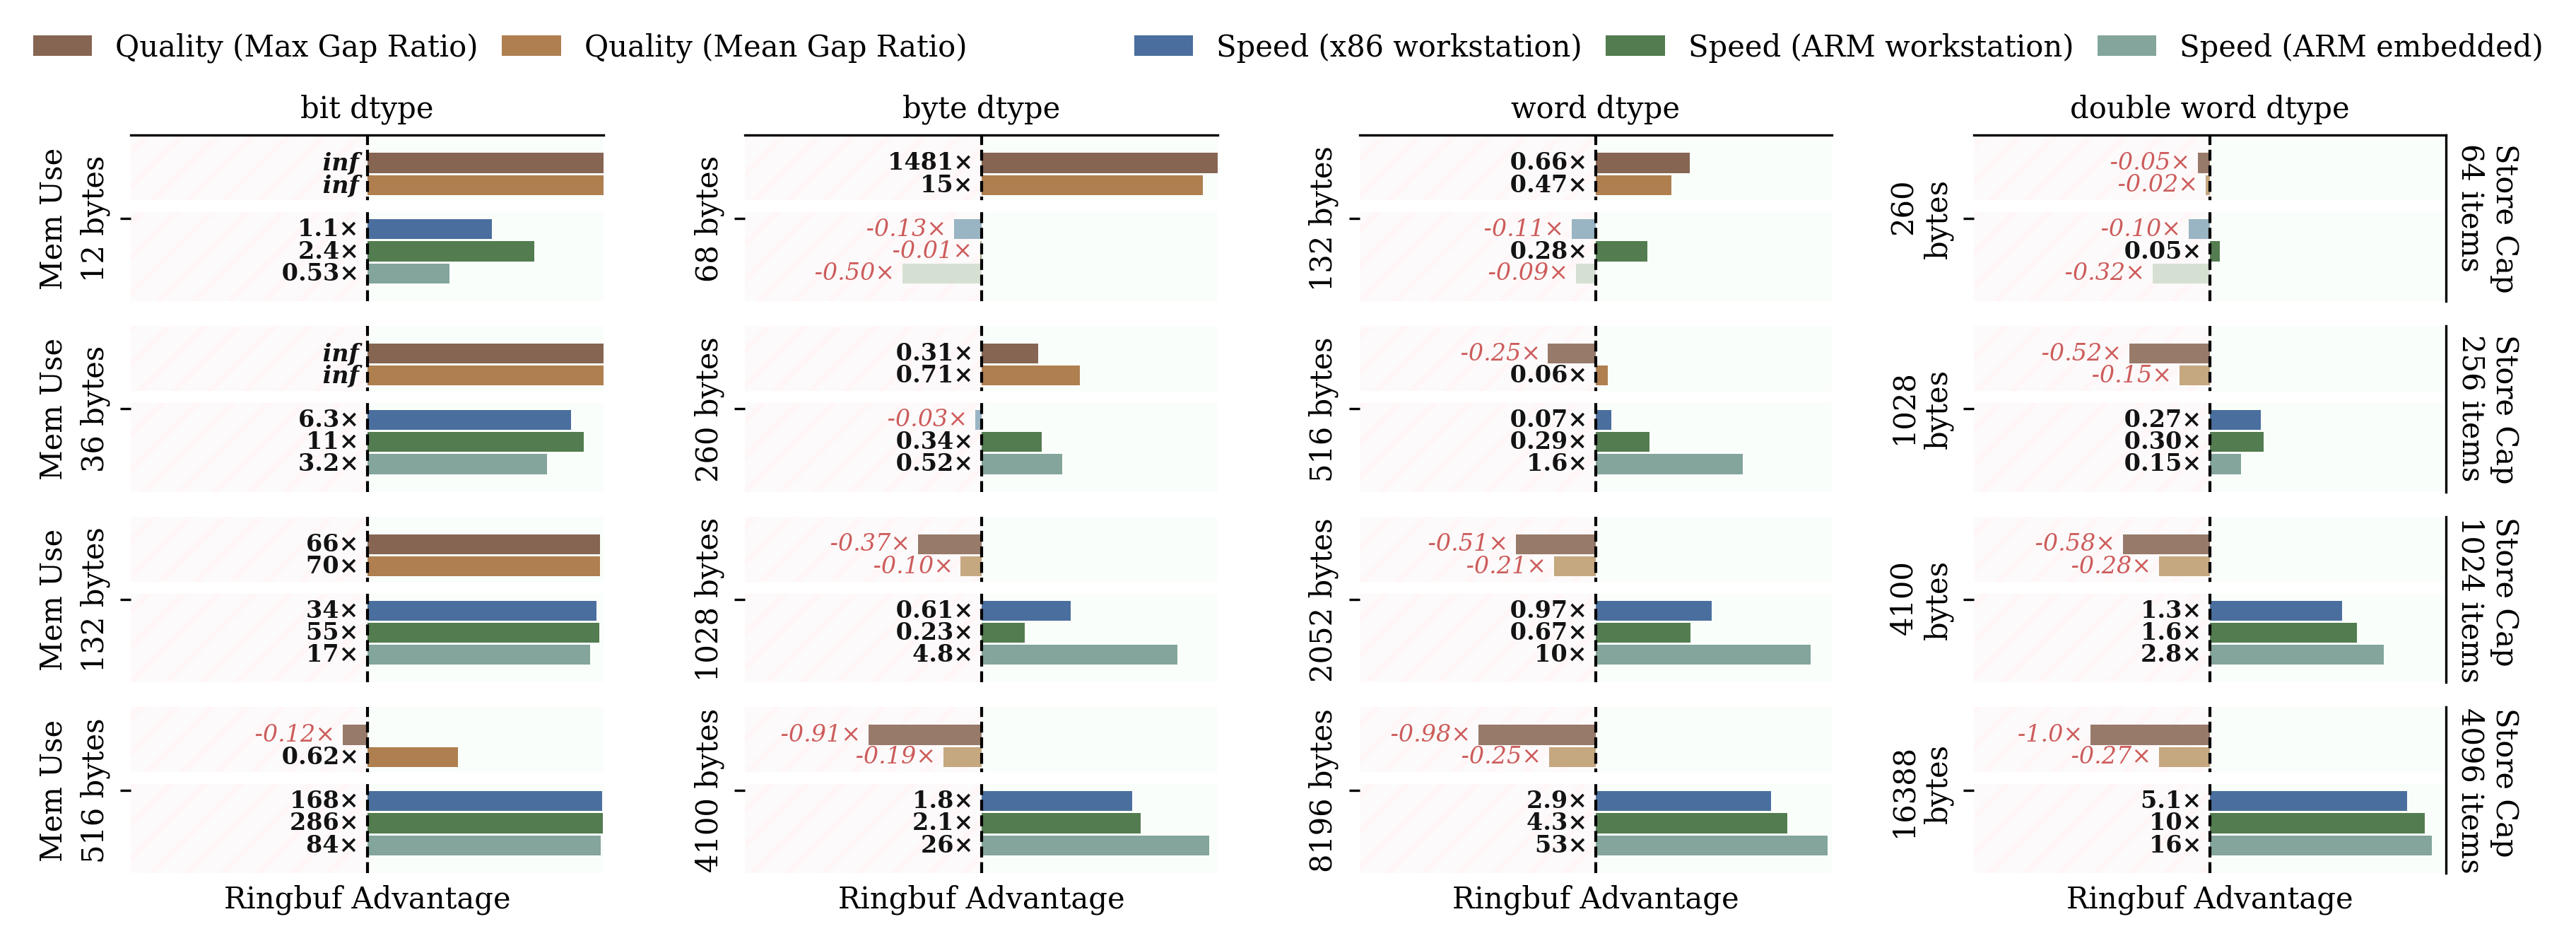 Quality (Max Gap Ratio) Quality (Mean Gap Ratio) Speed (x86 workstation) Speed (ARM workstation) Speed (ARM embedded)
bit dtype byte dtype word dtype double word dtype
Mem Use
12 bytes
inf
inf
1.1×
2.4×
0.53×
68 bytes
1481×
15×
-0.13×
-0.01×
-0.50×
132 bytes
0.66×
0.47×
-0.11×
0.28×
-0.09×
260
bytes
-0.05×
-0.02×
-0.10×
0.05×
-0.32×
Store Cap
64 items
Mem Use
36 bytes
inf
inf
6.3×
11×
3.2×
260 bytes
0.31×
0.71×
-0.03×
0.34×
0.52×
516 bytes
-0.25×
0.06×
0.07×
0.29×
1.6×
1028
bytes
-0.52×
-0.15×
0.27×
0.30×
0.15×
Store Cap
256 items
Mem Use
132 bytes
66×
70×
34×
55×
17×
1028 bytes
-0.37×
-0.10×
0.61×
0.23×
4.8×
2052 bytes
-0.51×
-0.21×
0.97×
0.67×
10×
4100
bytes
-0.58×
-0.28×
1.3×
1.6×
2.8×
Store Cap
1024 items
Mem Use
516 bytes
-0.12×
0.62×
168×
286×
84×
4100 bytes
-0.91×
-0.19×
1.8×
2.1×
26×
8196 bytes
-0.98×
-0.25×
2.9×
4.3×
53×
16388
bytes
-1.0×
-0.27×
5.1×
10×
16×
Store Cap
4096 items
Ringbuf Advantage Ringbuf Advantage Ringbuf Advantage Ringbuf Advantage